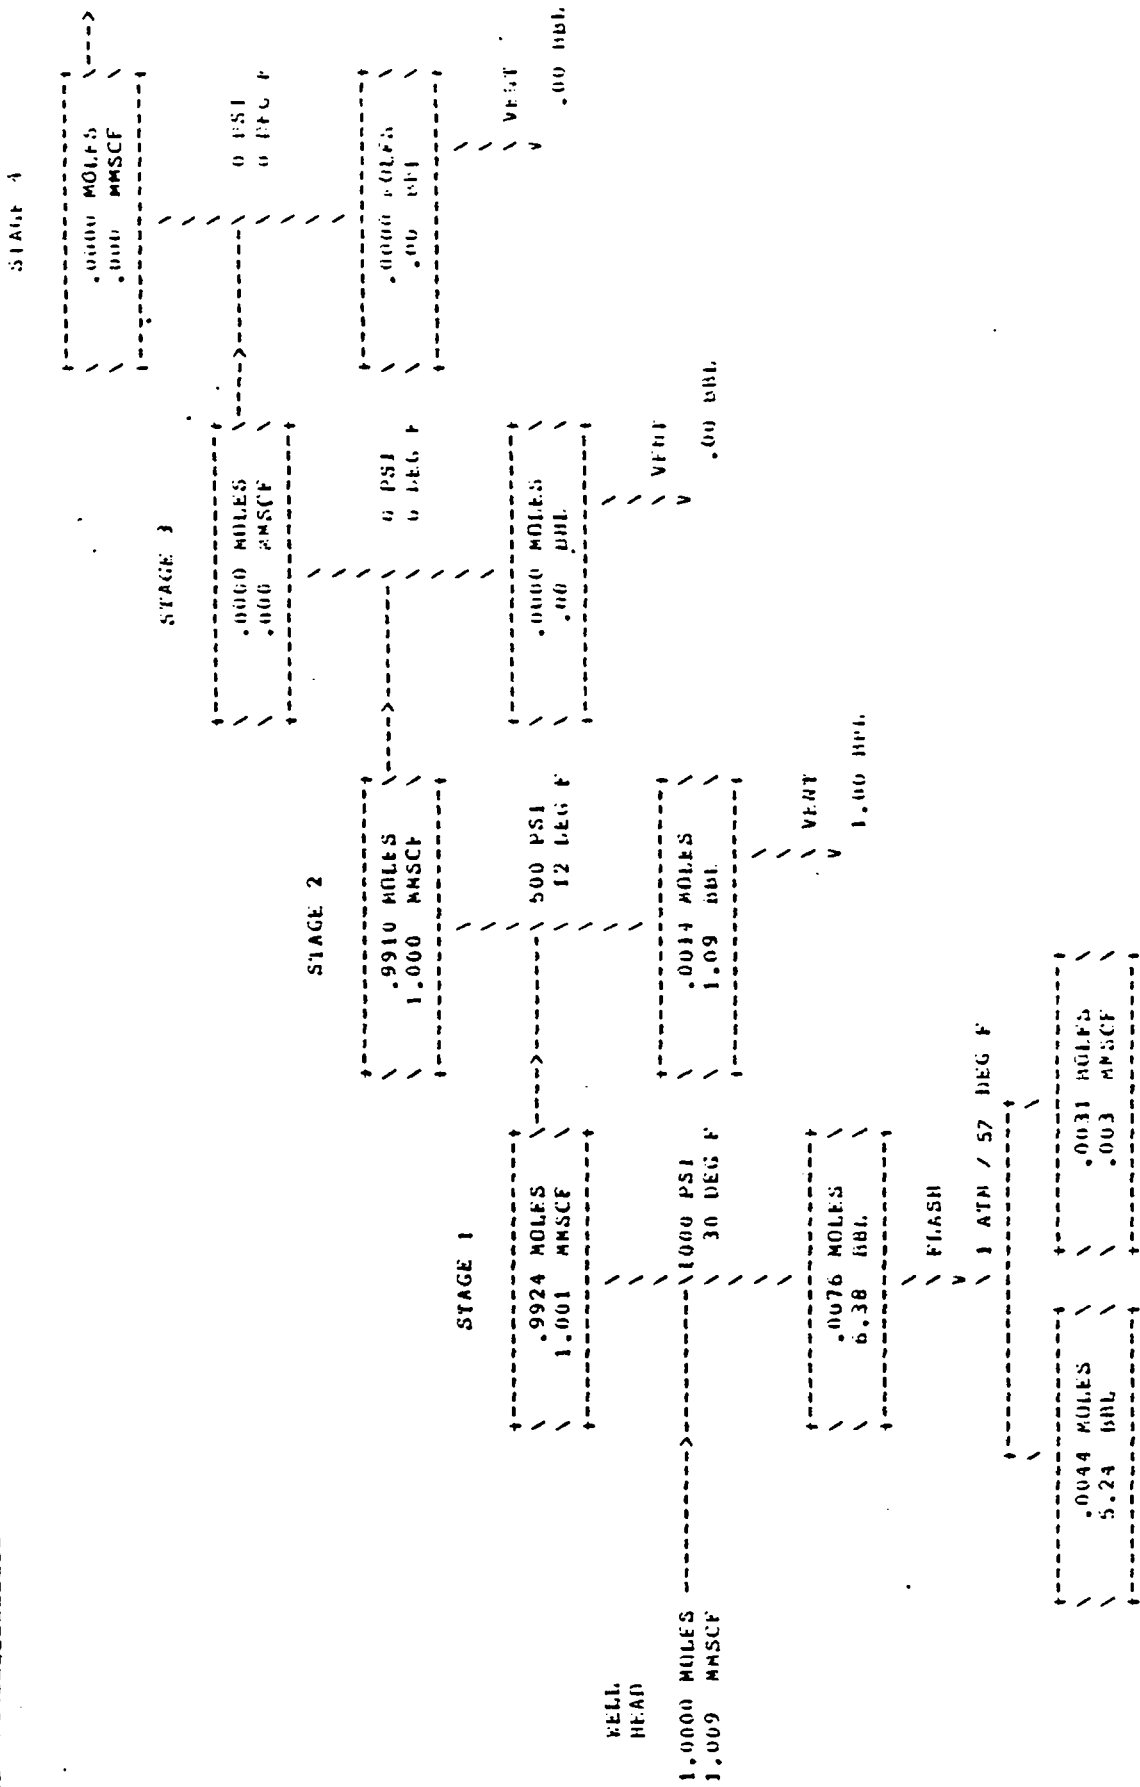 STAGE 4
.0000 MOLES
.000 MMSCF
0 PSI
0 DEG F
.0000 MOLES
.00 BBL
VENT
.00 BBL
STAGE 3
.0000 MOLES
.000 MMSCF
0 PSI
0 DEG F
.0000 MOLES
.00 BBL
VENT
.00 BBL
STAGE 2
.9910 MOLES
1.000 MMSCF
500 PSI
12 DEG F
.0014 MOLES
1.09 BBL
VENT
1.00 BBL
STAGE 1
.9924 MOLES
1.001 MMSCF
1000 PSI
30 DEG F
.0076 MOLES
6.38 BBL
FLASH
1 ATM / 57 DEG F
.0044 MOLES
5.24 BBL
.0031 MOLES
.003 MMSCF
WELL
HEAD
1.0000 MOLES
1.009 MMSCF